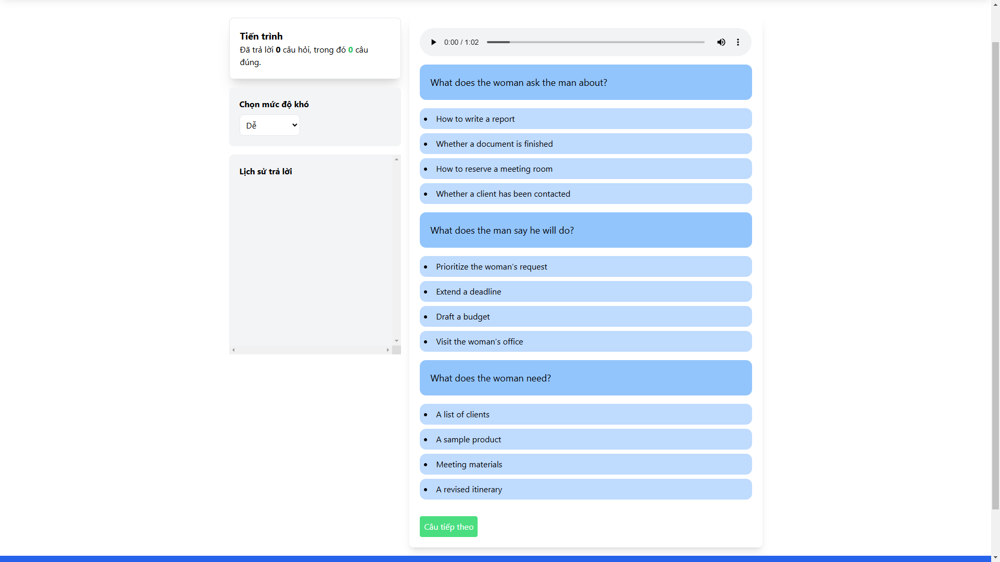 Tiến trình
Đã trả lời 0 câu hỏi, trong đó 0 câu
đúng.
Chọn mức độ khó
Dễ
Lịch sử trả lời
0:00 / 1:02
What does the woman ask the man about?
How to write a report
Whether a document is finished
How to reserve a meeting room
Whether a client has been contacted
What does the man say he will do?
Prioritize the woman's request
Extend a deadline
Draft a budget
Visit the woman's office
What does the woman need?
A list of clients
A sample product
Meeting materials
A revised itinerary
Câu tiếp theo